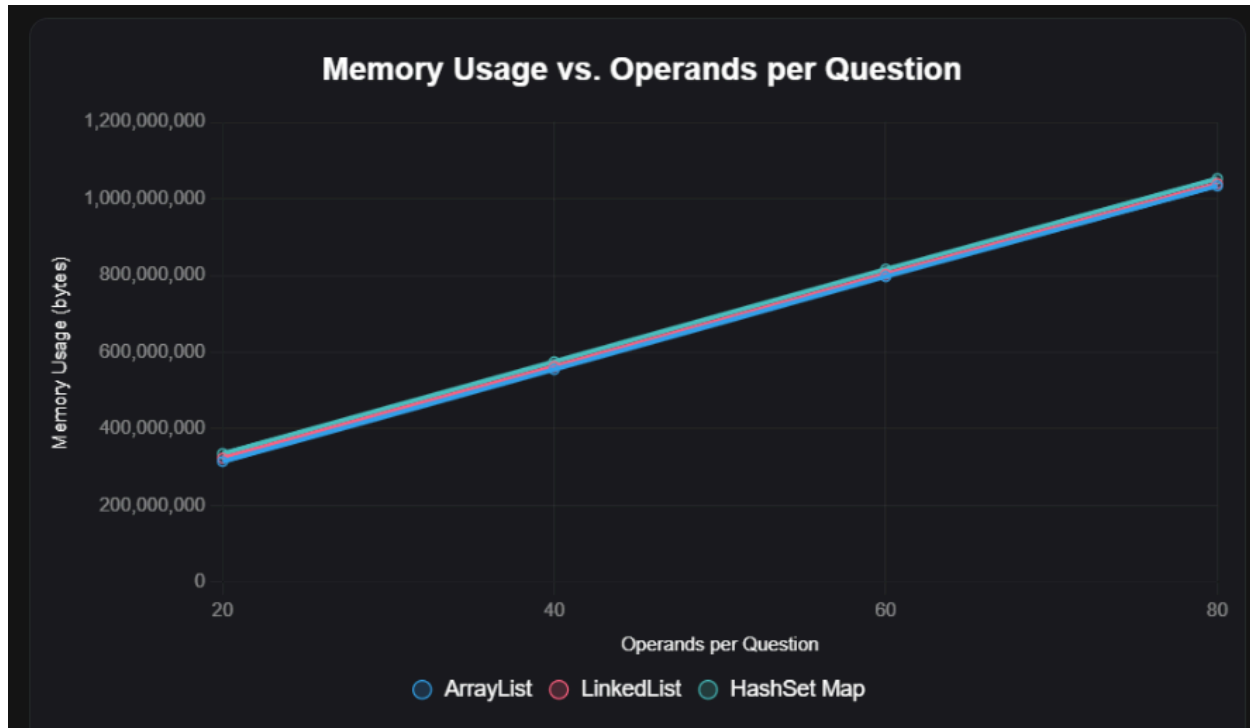 Memory Usage vs. Operands per Question
1,200,000,000
1,000,000,000
800,000,000
600,000,000
400,000,000
200,000,000
0
Memory Usage (bytes)
20 40 60 80
Operands per Question
ArrayList LinkedList HashSet Map